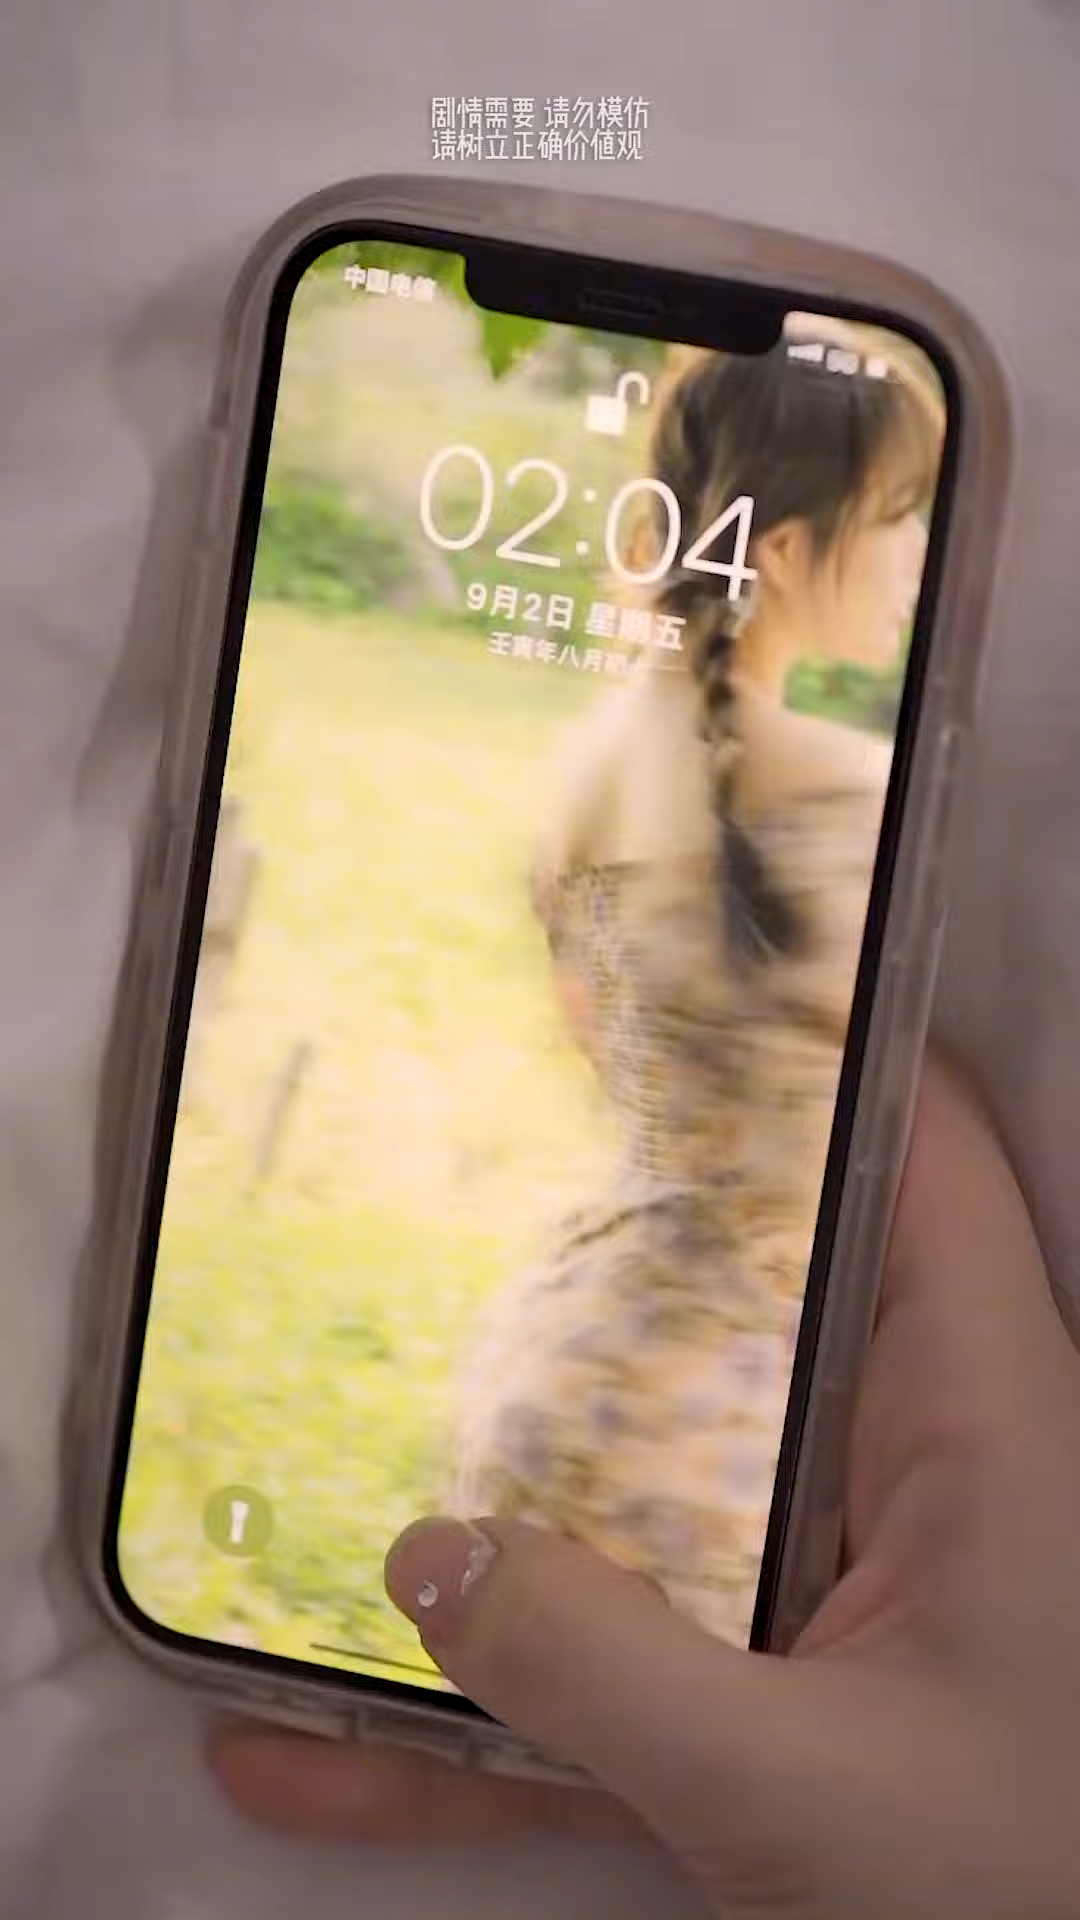 剧情需要 请勿模仿
请树立正确价值观
中国电信
02:04
9月2日 星期五
壬寅年八月初